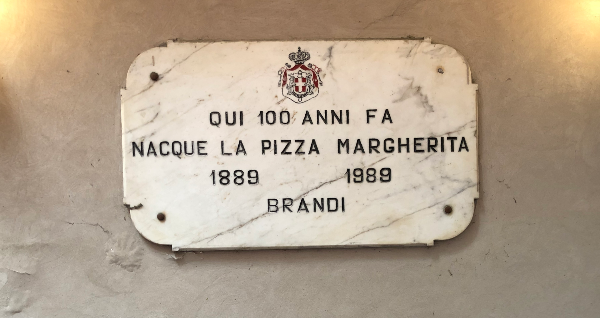 QUI 100 ANNI FA
NACQUE LA PIZZA MARGHERITA
1889 1989
BRANDI